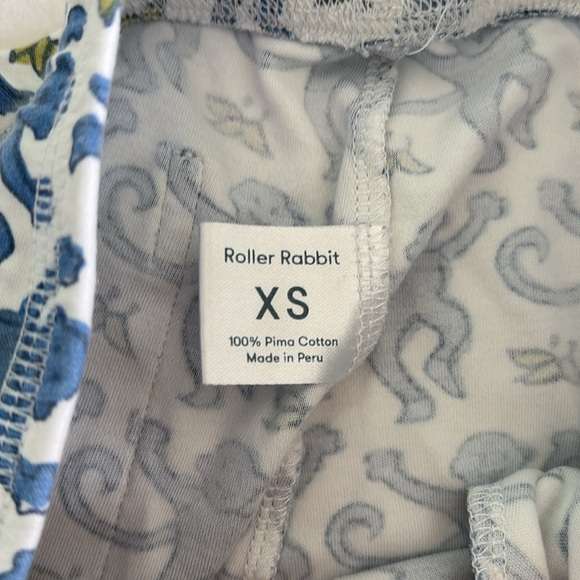 Roller Rabbit
XS
100% Pima Cotton
Made in Peru